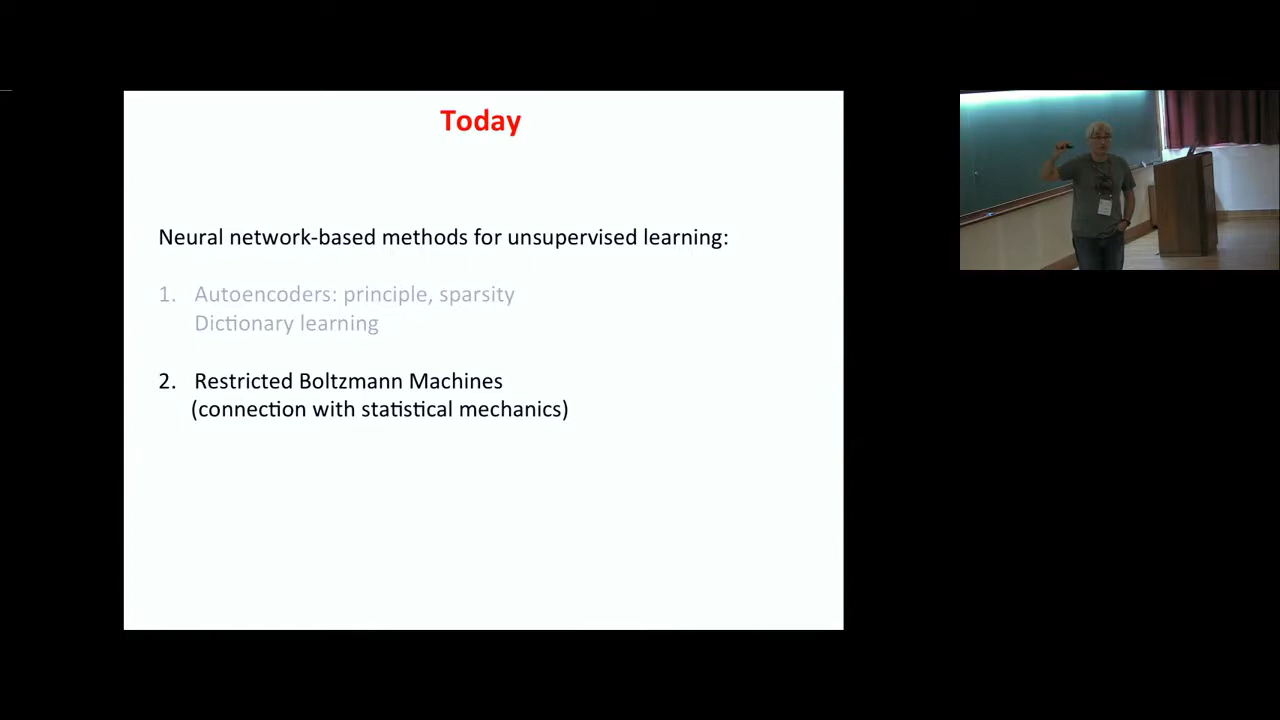 Today
Neural network-based methods for unsupervised learning:
1. Autoencoders: principle, sparsity
Dictionary learning
2. Restricted Boltzmann Machines
(connection with statistical mechanics)